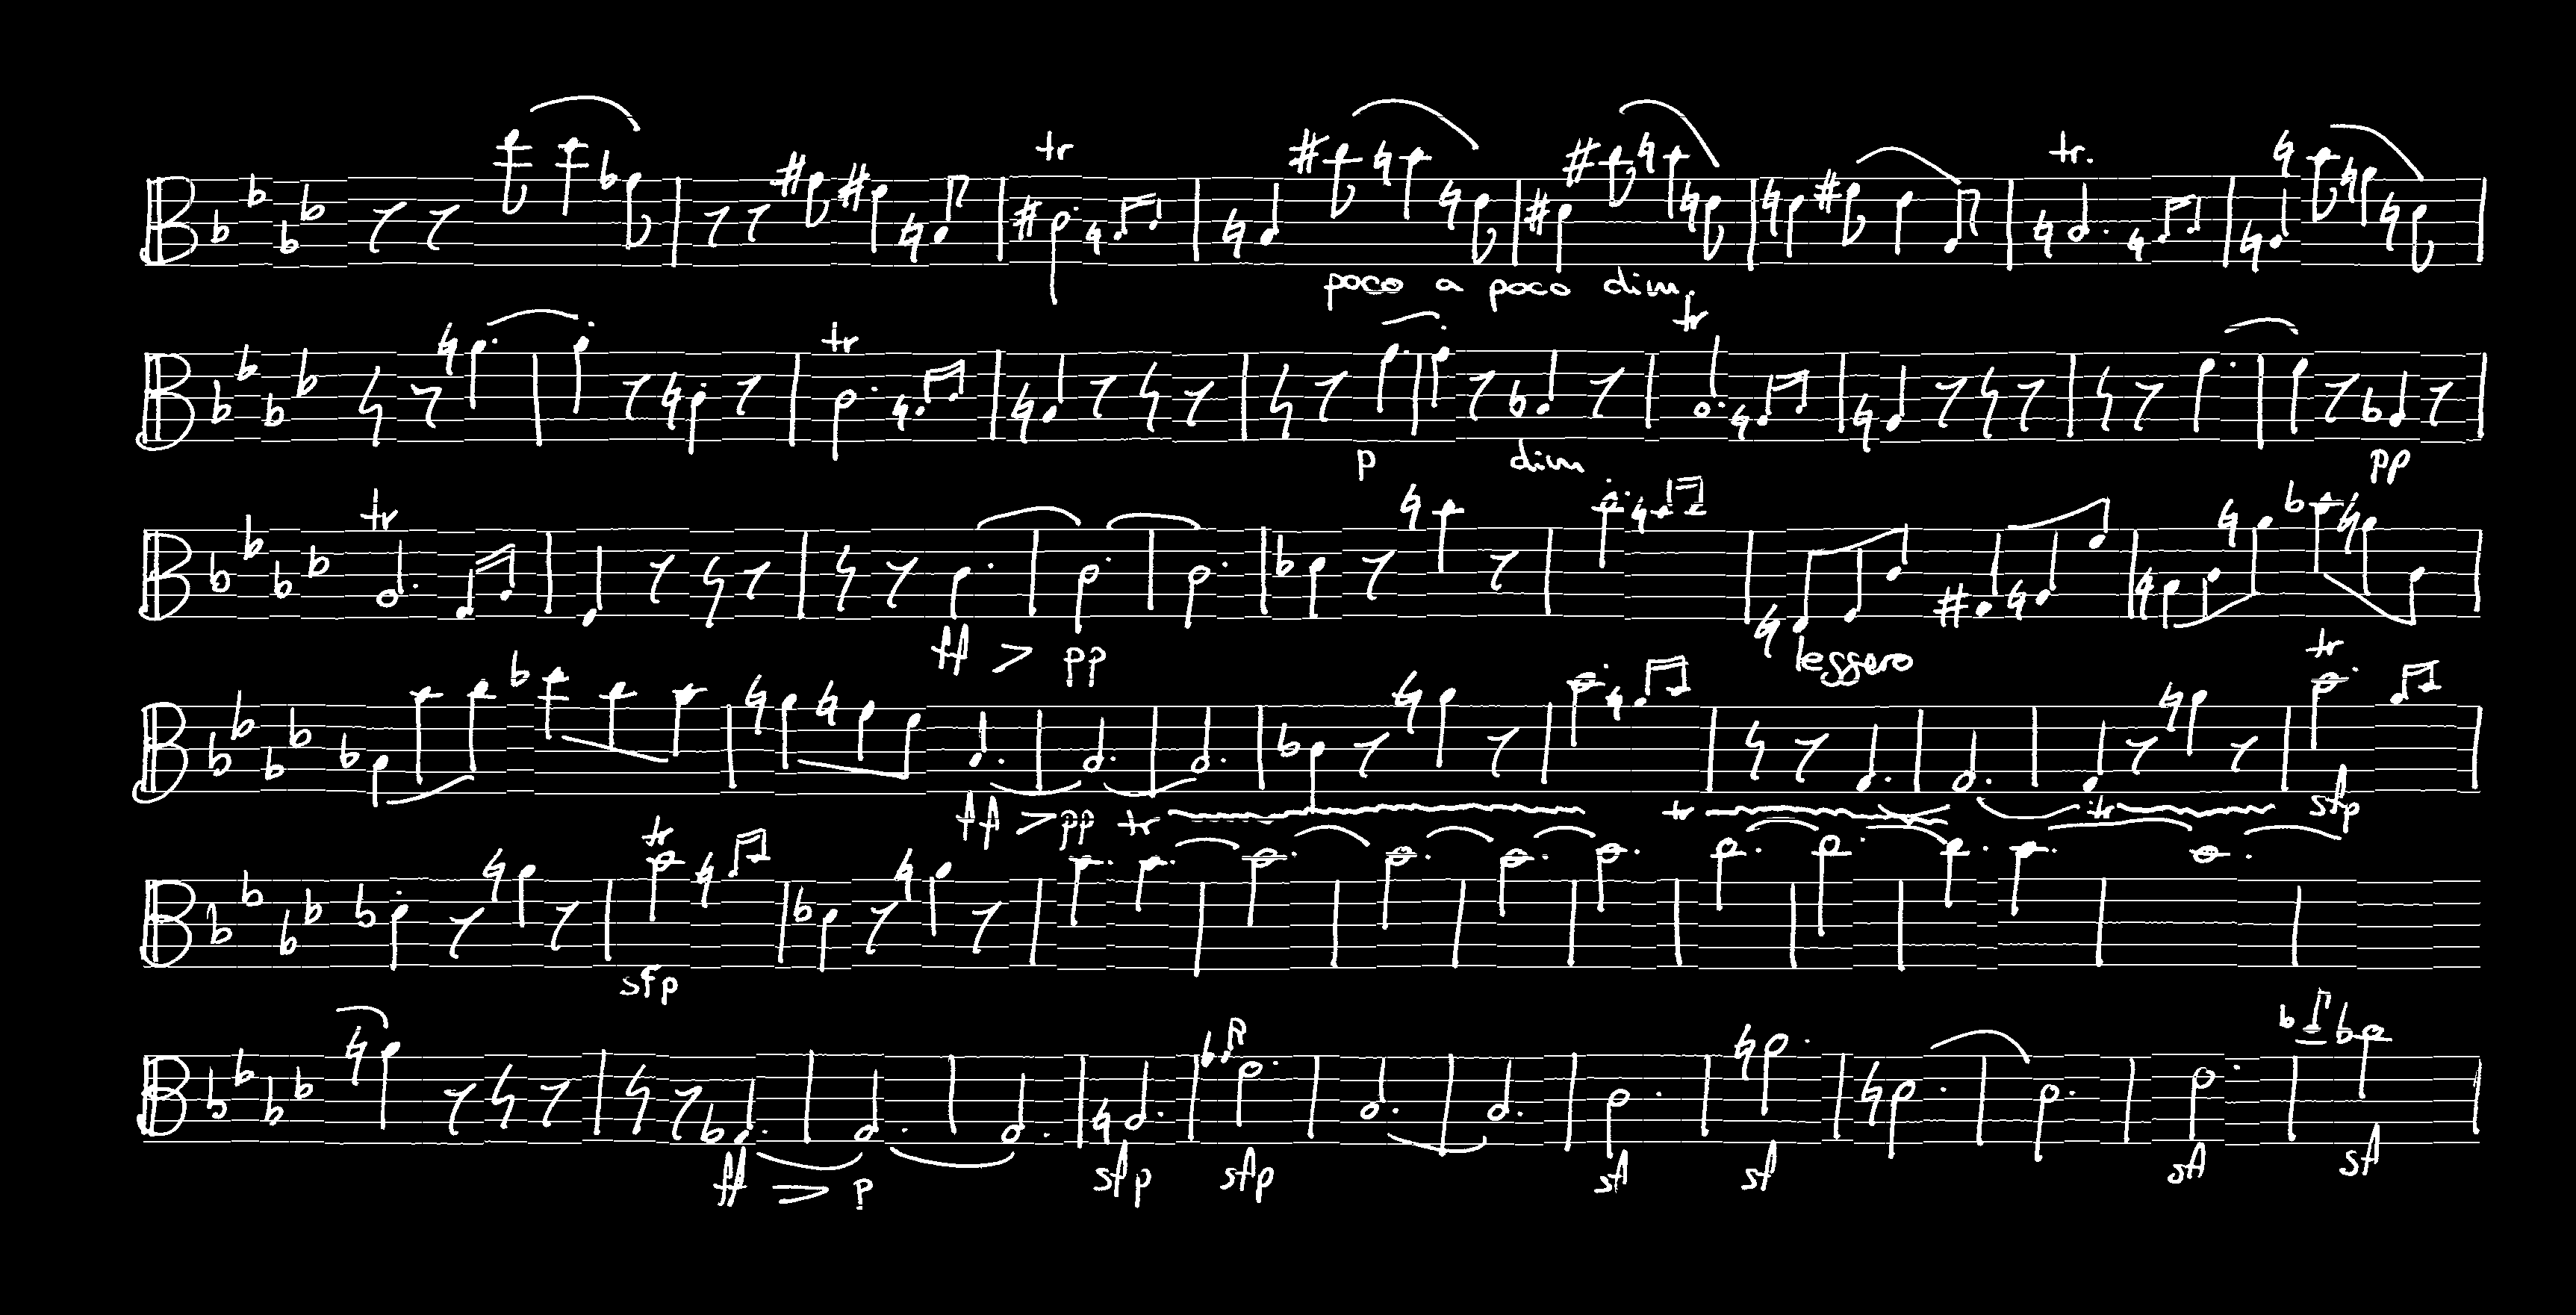 tr tr.
poco a poco dim.
tr tr
p dim pp
tr
ff pp leggero
tr
ff pp tr tr tr sfp
tr
sfp
ff p sfp sfp sf sf sf sf